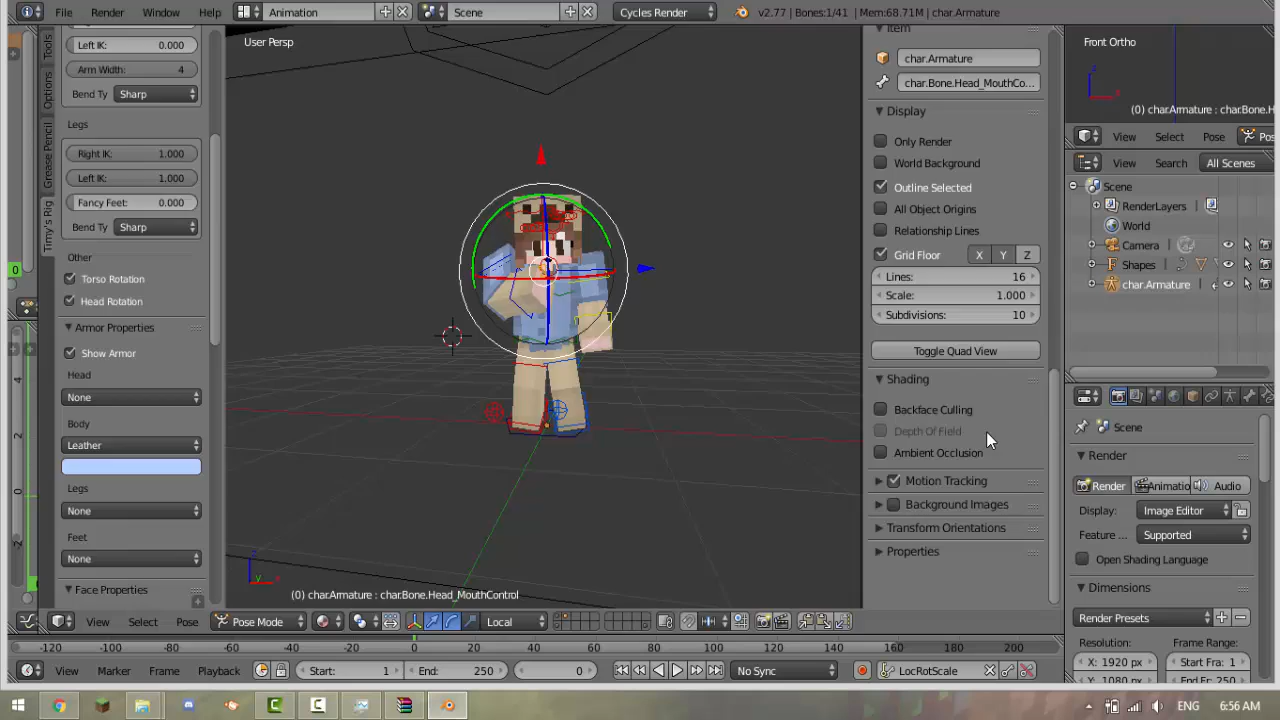 File Render Window Help Animation Scene Cycles Render v2.77 | Bones:1/41 | Mem:68.71M | char.Armature
Tools
Options
Grease Pencil
Timy's Rig
Left IK: 0.000
Arm Width: 4
Bend Ty Sharp
Legs
Right IK: 1.000
Left IK: 1.000
Fancy Feet: 0.000
Bend Ty Sharp
Other
Torso Rotation
Head Rotation
Armor Properties
Show Armor
Head
None
Body
Leather
Legs
None
Feet
None
Face Properties
User Persp
(0) char.Armature : char.Bone.Head_MouthControl
View Select Pose Pose Mode Local
Item
char.Armature
char.Bone.Head_MouthCo...
Display
Only Render
World Background
Outline Selected
All Object Origins
Relationship Lines
Grid Floor X Y Z
Lines: 16
Scale: 1.000
Subdivisions: 10
Toggle Quad View
Shading
Backface Culling
Depth Of Field
Ambient Occlusion
Motion Tracking
Background Images
Transform Orientations
Properties
Front Ortho
(0) char.Armature : char.Bone.He
View Select Pose Po
View Search All Scenes
Scene
RenderLayers
World
Camera
Shapes
char.Armature
Scene
Render
Render Animatio Audio
Display: Image Editor
Feature ... Supported
Open Shading Language
Dimensions
Render Presets
Resolution: Frame Range:
X: 1920 px Start Fra: 1
Y: 1080 px End Fr: 250
-120 -100 -80 -60 -40 -20 0 20 40 60 80 100 120 140 160 180 200
View Marker Frame Playback Start: 1 End: 250 0 No Sync LocRotScale
ENG 6:56 AM